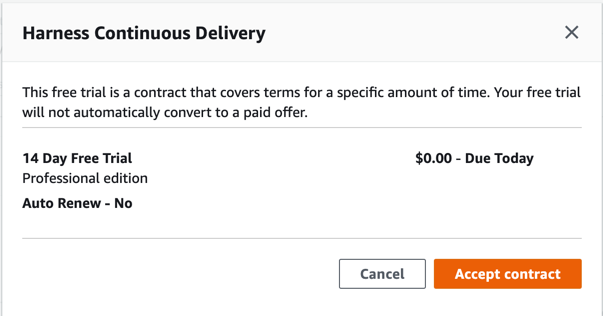 Harness Continuous Delivery
This free trial is a contract that covers terms for a specific amount of time. Your free trial
will not automatically convert to a paid offer.
14 Day Free Trial
$0.00 - Due Today
Professional edition
Auto Renew - No
Cancel
Accept contract